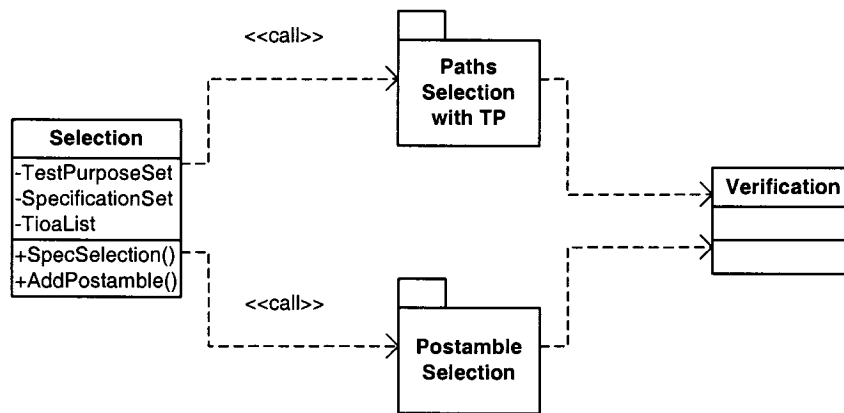 <<call>>
Paths
Selection
with TP
Selection
-TestPurposeSet
-SpecificationSet
-TioaList
+SpecSelection()
+AddPostamble()
Verification
<<call>>
Postamble
Selection